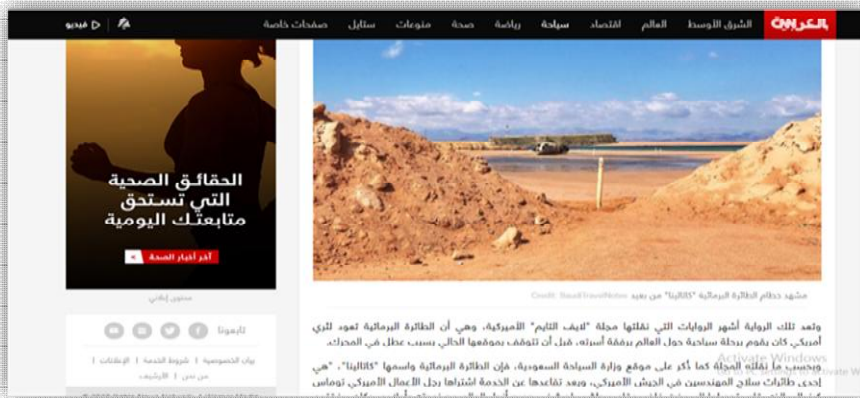 بالعربية CNN الشرق الأوسط العالم اقتصاد سياحة رياضة صحة منوعات ستايل صفحات خاصة فيديو
الحقائق الصحية
التي تستحق
متابعتك اليومية
آخر أخبار الصحة
مشهد حطام الطائرة البرمائية "كاتالينا" من بعيد Credit: SaudiTravelNotes
محتوى إعلاني
وتعد تلك الرواية أشهر الروايات التي نقلتها مجلة "لايف التايم" الأميركية، وهي أن الطائرة البرمائية تعود لثري
أمريكي كان يقوم برحلة سياحية حول العالم برفقة أسرته، قبل أن تتوقف بموقعها الحالي بسبب عطل في المحرك.
تابعونا
بيان الخصوصية | شروط الخدمة | الإعلانات |
من نحن | الأرشيف
Activate Windows
وبحسب ما نقلته المجلة كما ذُكر على موقع وزارة السياحة السعودية، فإن الطائرة البرمائية واسمها "كاتالينا"، "هي
إحدى طائرات سلاح المهندسين في الجيش الأميركي، وبعد تقاعدها عن الخدمة اشتراها رجل الأعمال الأميركي توماس